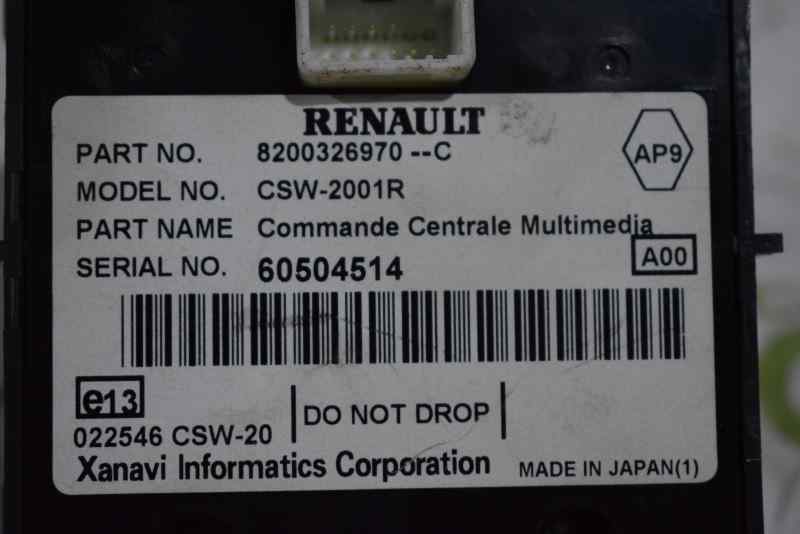 RENAULT
PART NO. 8200326970 --C
AP9
MODEL NO. CSW-2001R
PART NAME Commande Centrale Multimedia
SERIAL NO. 60504514
A00
e13
DO NOT DROP
022546 CSW-20
Xanavi Informatics Corporation MADE IN JAPAN(1)